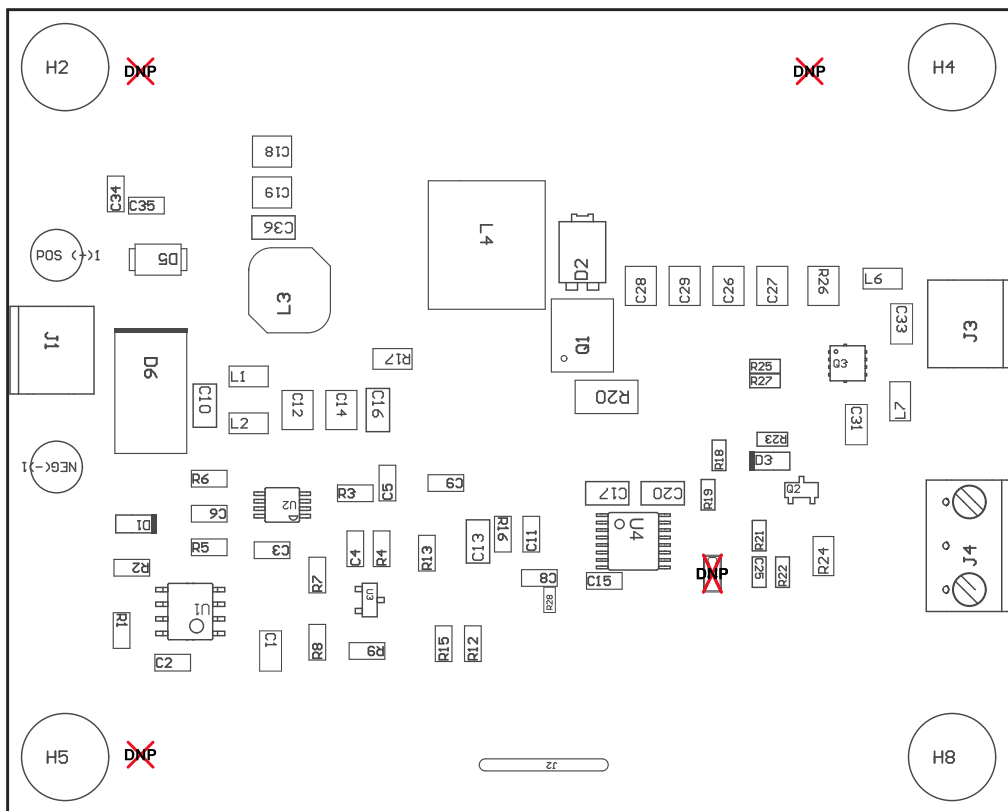 H2
DNP
DNP
H4
C18
C34
C35
C19
C36
POS (+)1
D5
L4
D2
L3
C28
C29
C26
C27
R26
L6
J1
D6
Q1
C33
J3
R17
R25
R27
Q3
L1
C10
C12
C14
C16
R20
L7
L2
C31
R23
NEG(-)1
R18
D3
R6
R3
C5
C9
C17
C20
R19
Q2
U2
C6
D1
R16
C11
C13
U4
R21
J4
R5
C3
C4
R4
R13
R24
R2
R7
C8
C15
DNP
C25
R22
U3
R28
U1
R1
C1
R8
R9
R15
R12
C2
H5
DNP
J2
H8